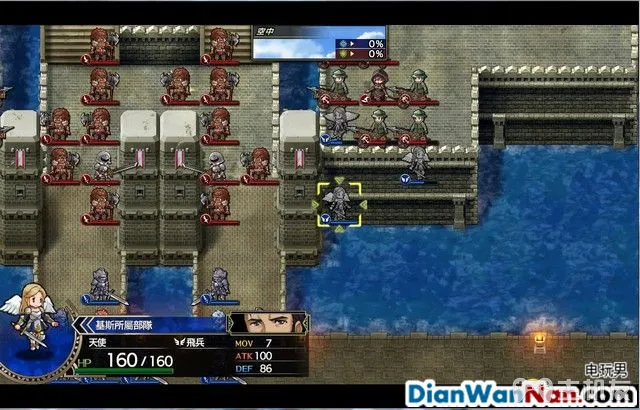 空中
0%
0%
基斯所屬部隊
天使
飛兵
HP 160/160
MOV 7
ATK 100
DEF 86
电玩男
DianWanNan.com